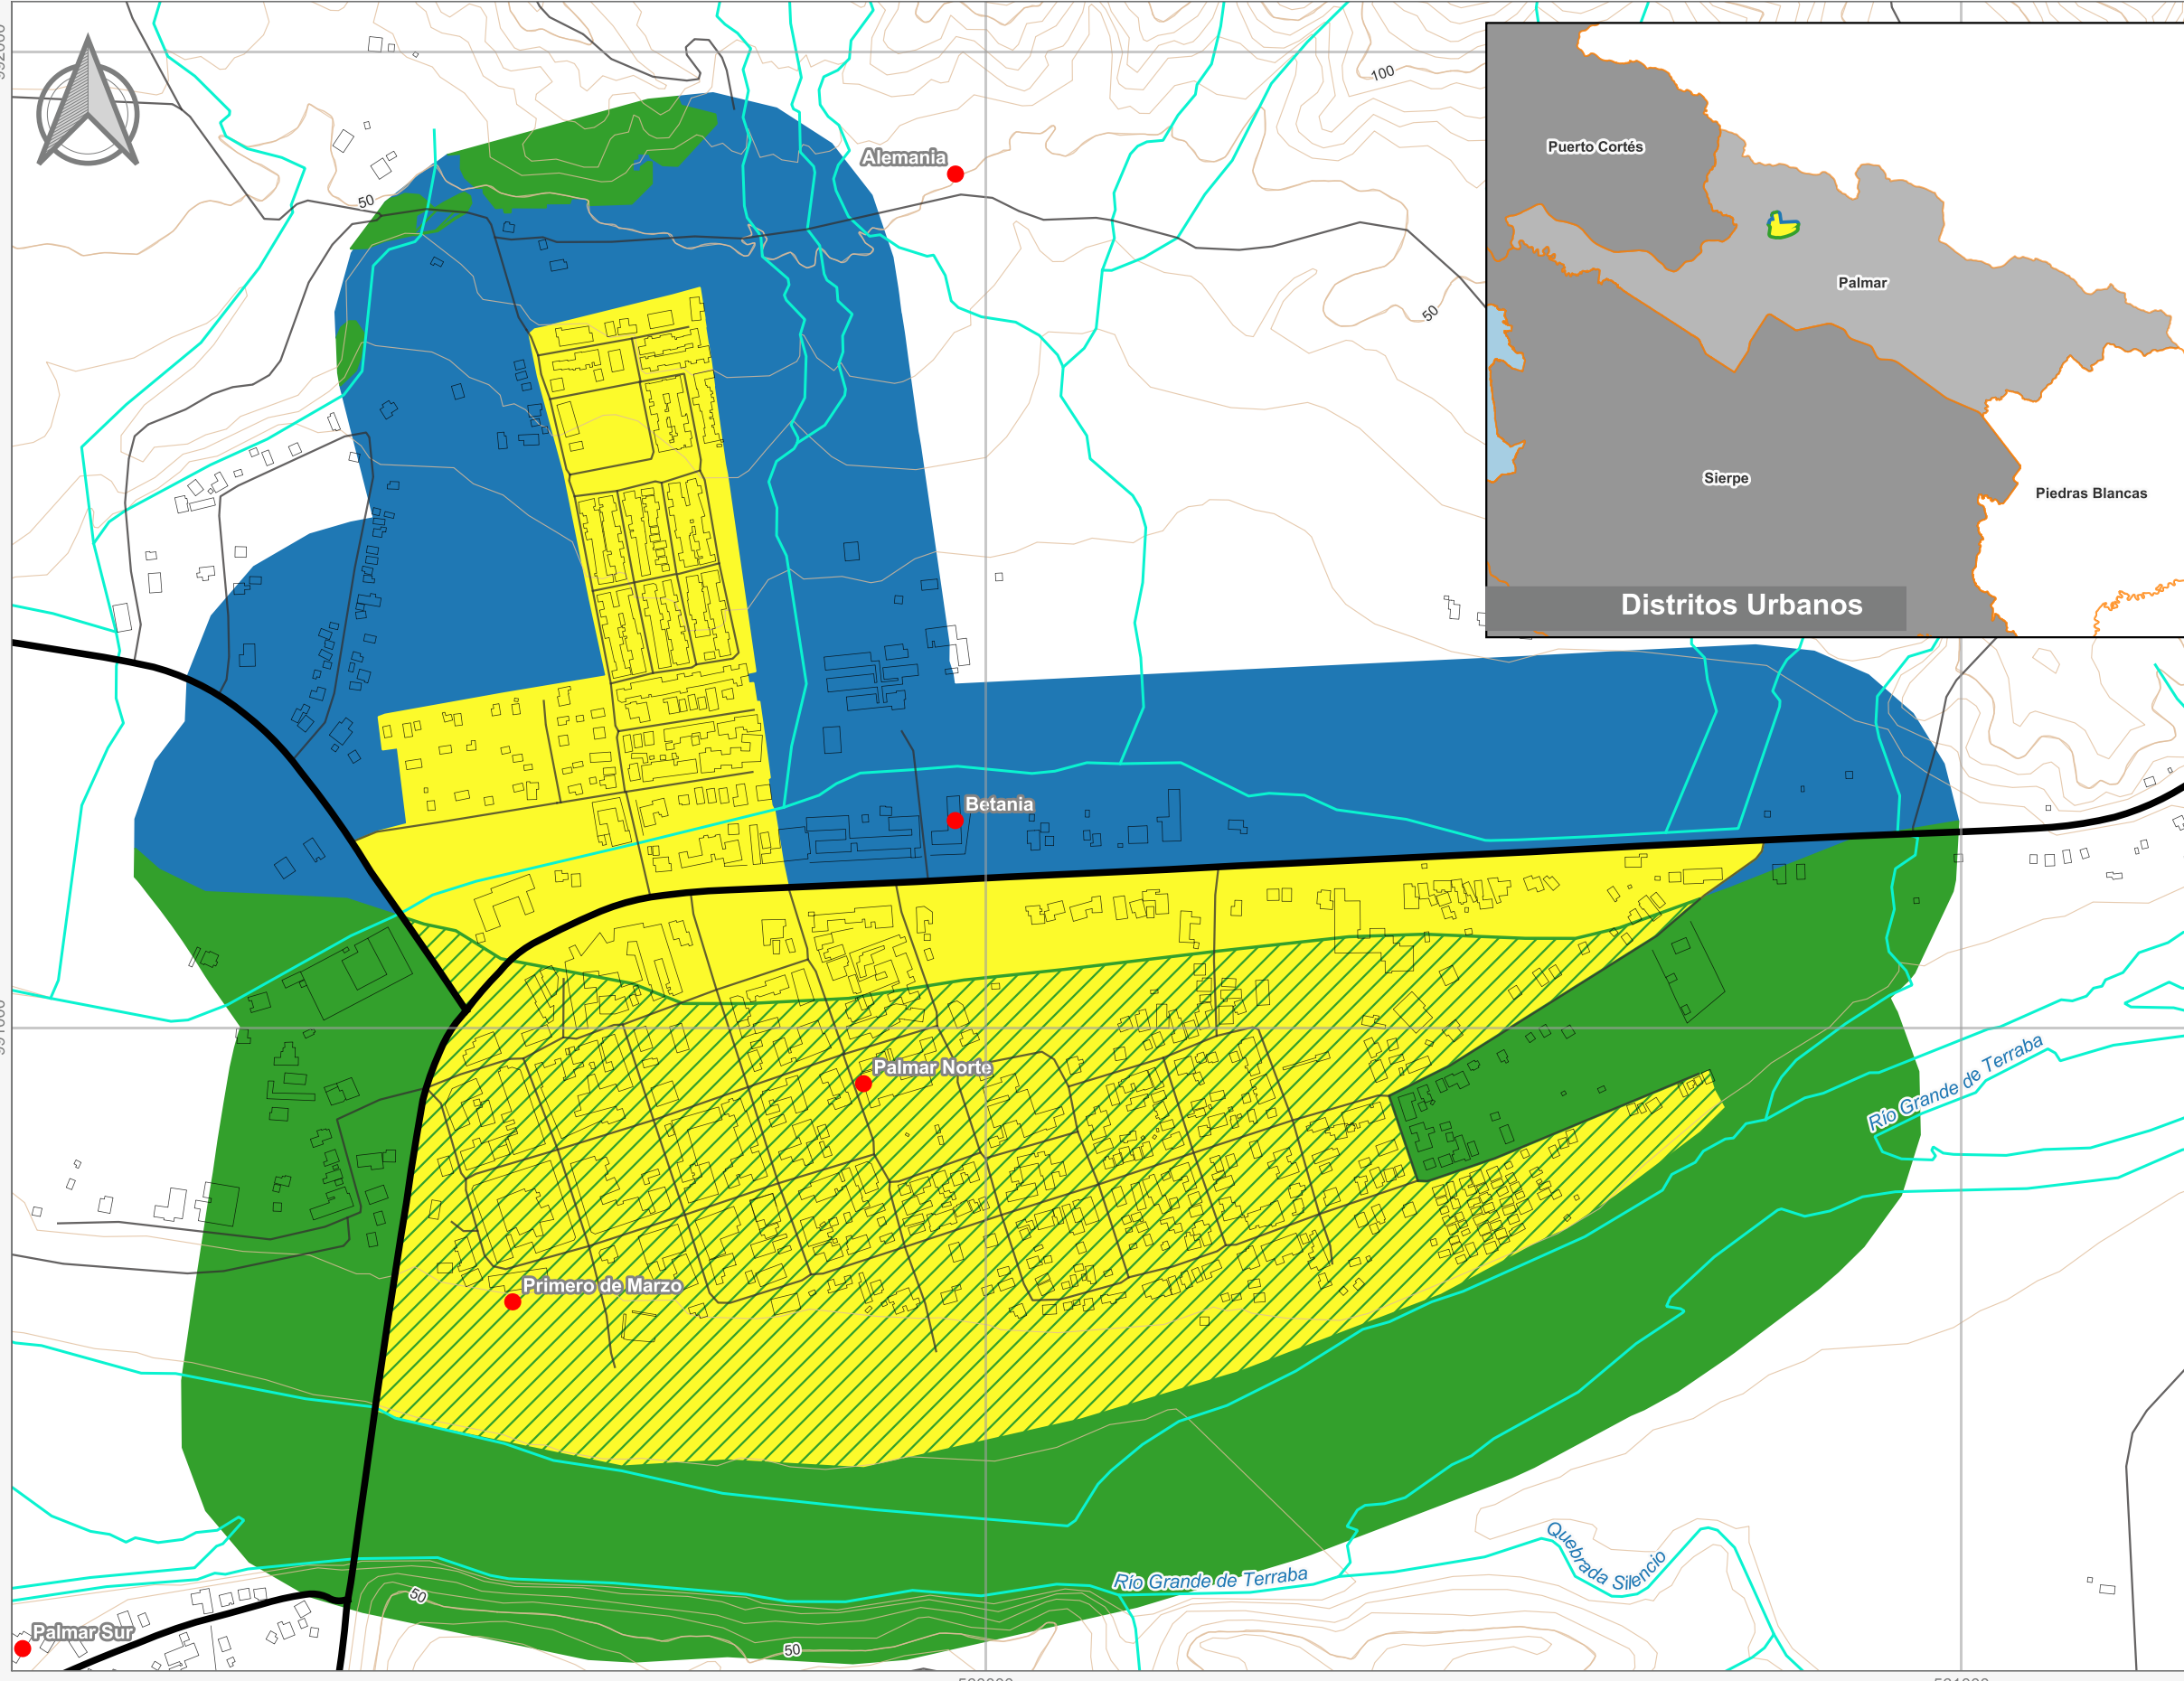 100
Puerto Cortés
Alemania
50
Palmar
50
Sierpe
Piedras Blancas
Distritos Urbanos
Betania
Palmar Norte
Río Grande de Terraba
Primero de Marzo
Quebrada Silencio
Río Grande de Terraba
50
Palmar Sur
50